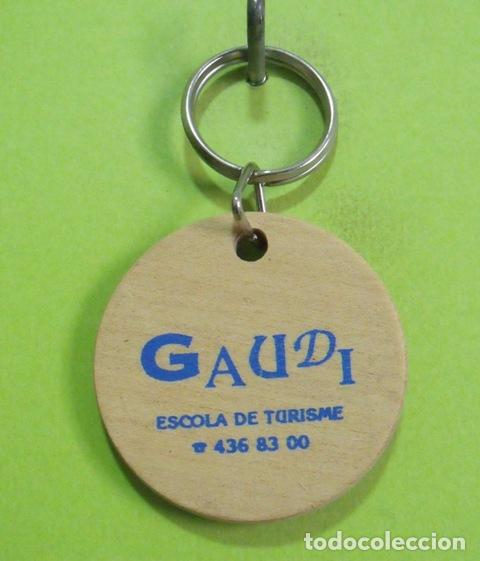 GAUDI
ESCOLA DE TURISME
☎ 436 83 00
todocoleccion